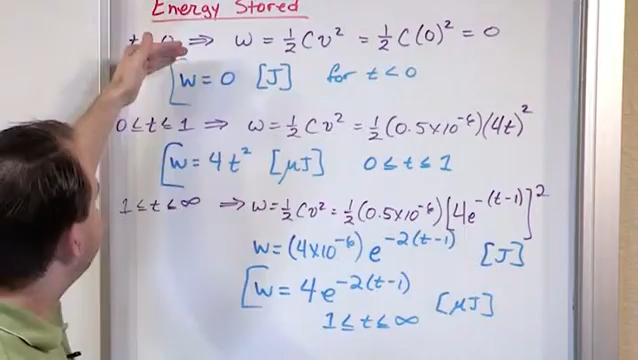 Energy Stored
⇒ w = ½Cv² = ½C(0)² = 0
w = 0 [J] for t<0
0≤t≤1 ⇒ w = ½Cv² = ½(0.5×10⁻⁶)(4t)²
w = 4t² [μJ] 0≤t≤1
1≤t≤∞ ⇒ w = ½Cv² = ½(0.5×10⁻⁶)[4e^-(t-1)]²
w = (4×10⁻⁶)e^-2(t-1) [J]
w = 4e^-2(t-1) [μJ]
1≤t≤∞